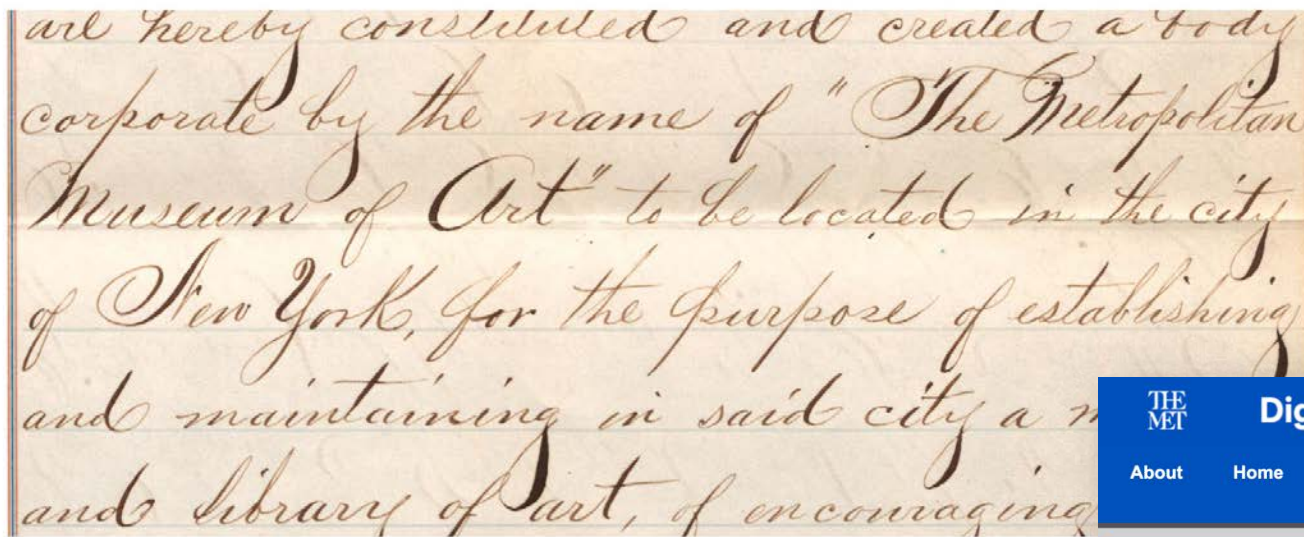 are hereby constituted and created a body
corporate by the name of "The Metropolitan
Museum of Art" to be located in the city
of New York, for the purpose of establishing
and maintaining in said city a
and library of art, of encouraging
THE
MET
Dig
About Home